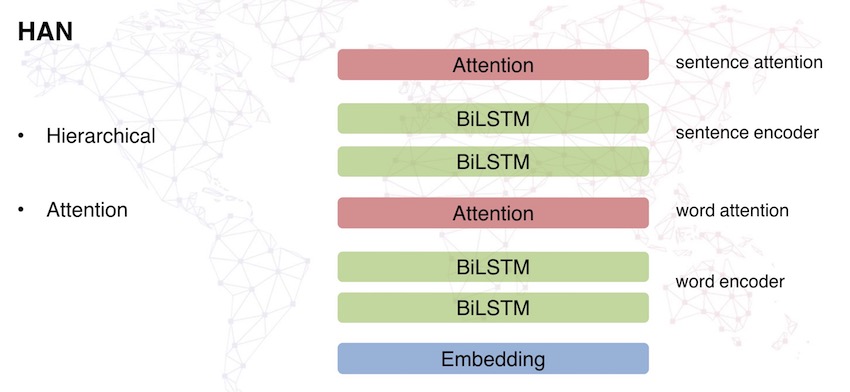 HAN
• Hierarchical
• Attention
Attention
sentence attention
BiLSTM
sentence encoder
BiLSTM
Attention
word attention
BiLSTM
word encoder
BiLSTM
Embedding